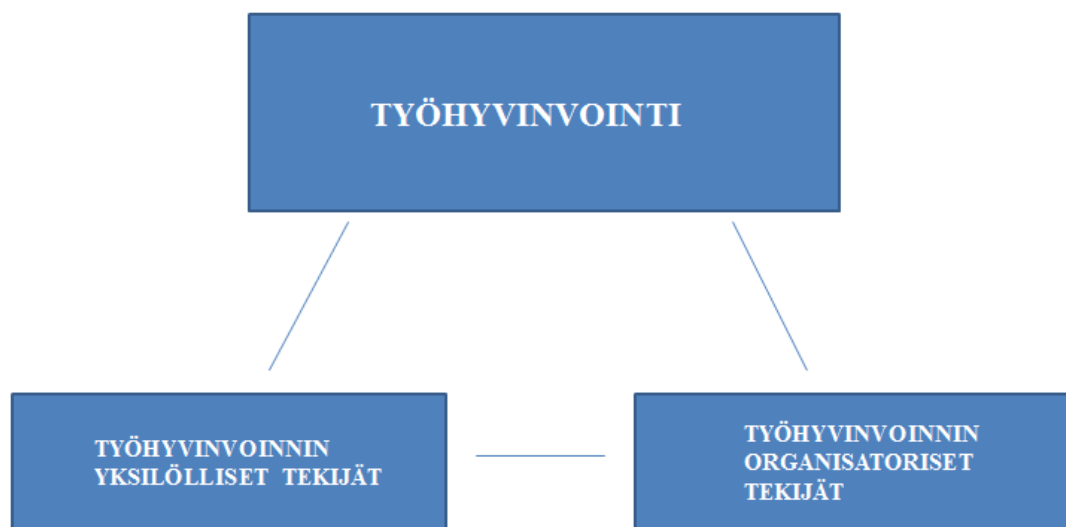 TYÖHYVINVOINTI
TYÖHYVINVOINNIN
YKSILÖLLISET TEKIJÄT
TYÖHYVINVOINNIN
ORGANISATORISET
TEKIJÄT